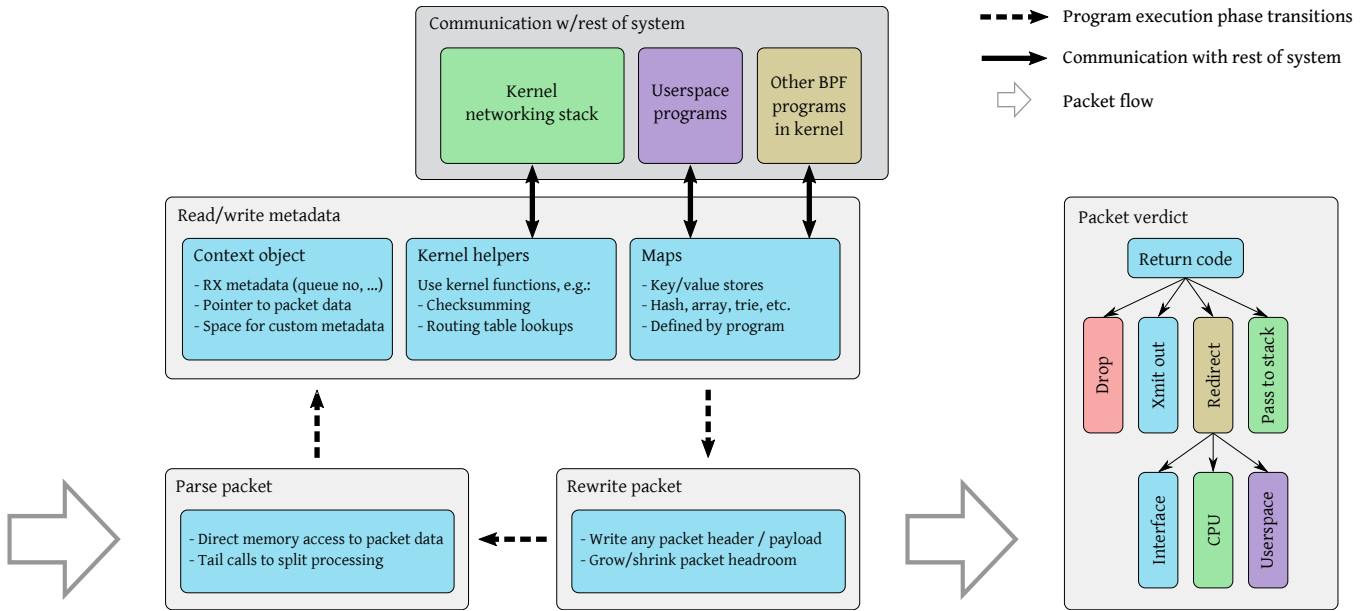 Communication w/rest of system
Kernel
networking stack
Userspace
programs
Other BPF
programs
in kernel
Program execution phase transitions
Communication with rest of system
Packet flow
Read/write metadata
Context object
- RX metadata (queue no, ...)
- Pointer to packet data
- Space for custom metadata
Kernel helpers
Use kernel functions, e.g.:
- Checksumming
- Routing table lookups
Maps
- Key/value stores
- Hash, array, trie, etc.
- Defined by program
Parse packet
- Direct memory access to packet data
- Tail calls to split processing
Rewrite packet
- Write any packet header / payload
- Grow/shrink packet headroom
Packet verdict
Return code
Drop
Xmit out
Redirect
Pass to stack
Interface
CPU
Userspace